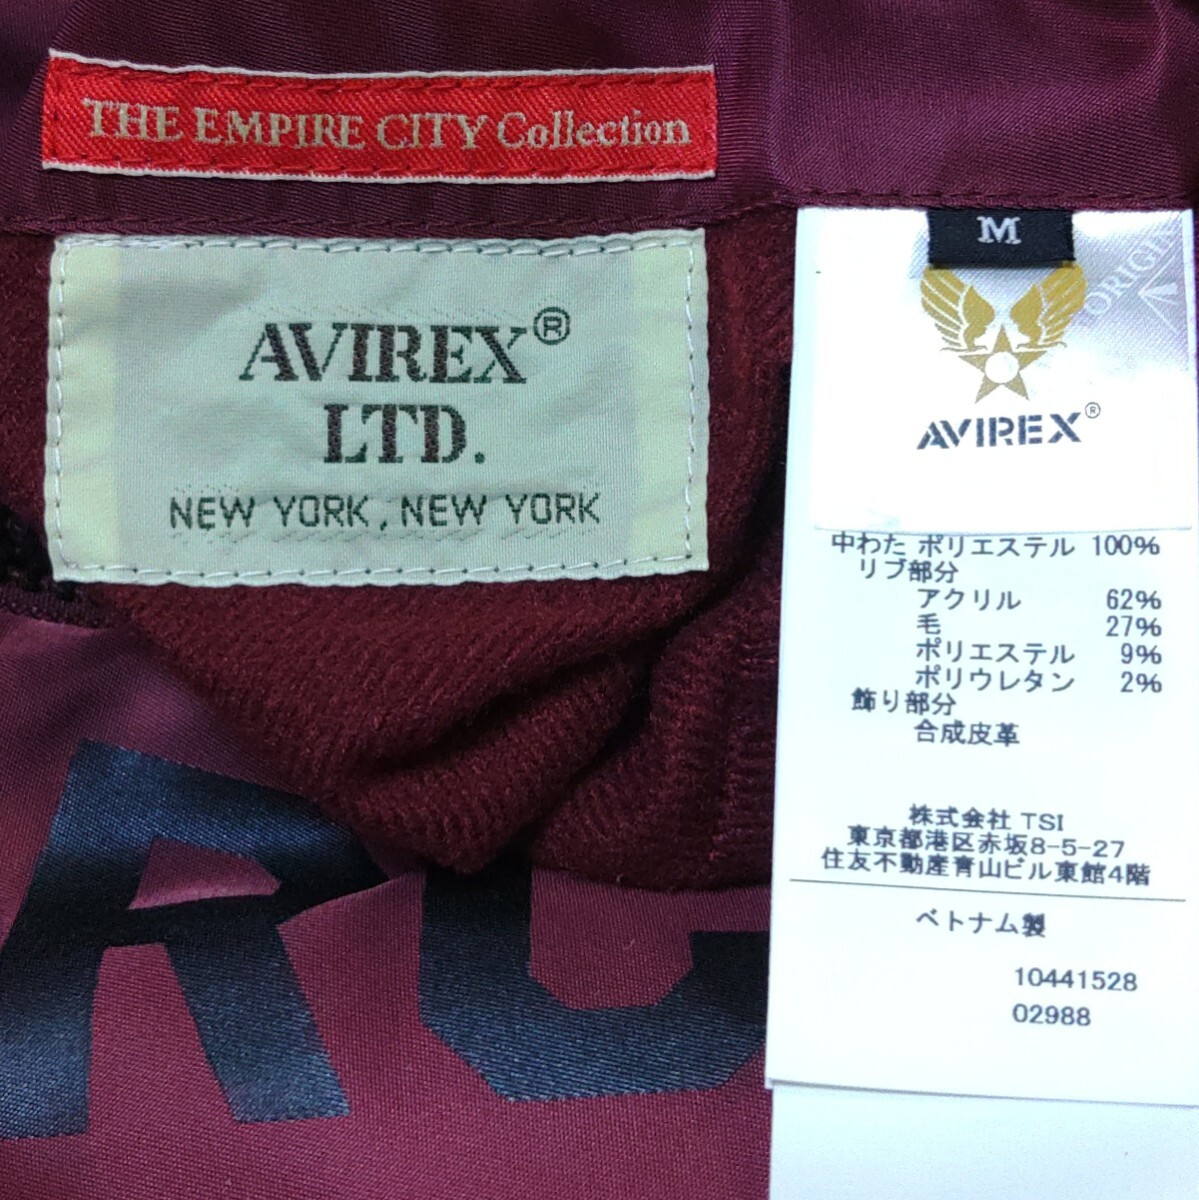 THE EMPIRE CITY Collection
AVIREX®
LTD.
NEW YORK, NEW YORK
M
ORIGIN
AVIREX®
中わた ポリエステル 100%
リブ部分
アクリル 62%
毛 27%
ポリエステル 9%
ポリウレタン 2%
飾り部分
合成皮革
株式会社 TSI
東京都港区赤坂8-5-27
住友不動産青山ビル東館4階
ベトナム製
10441528
02988